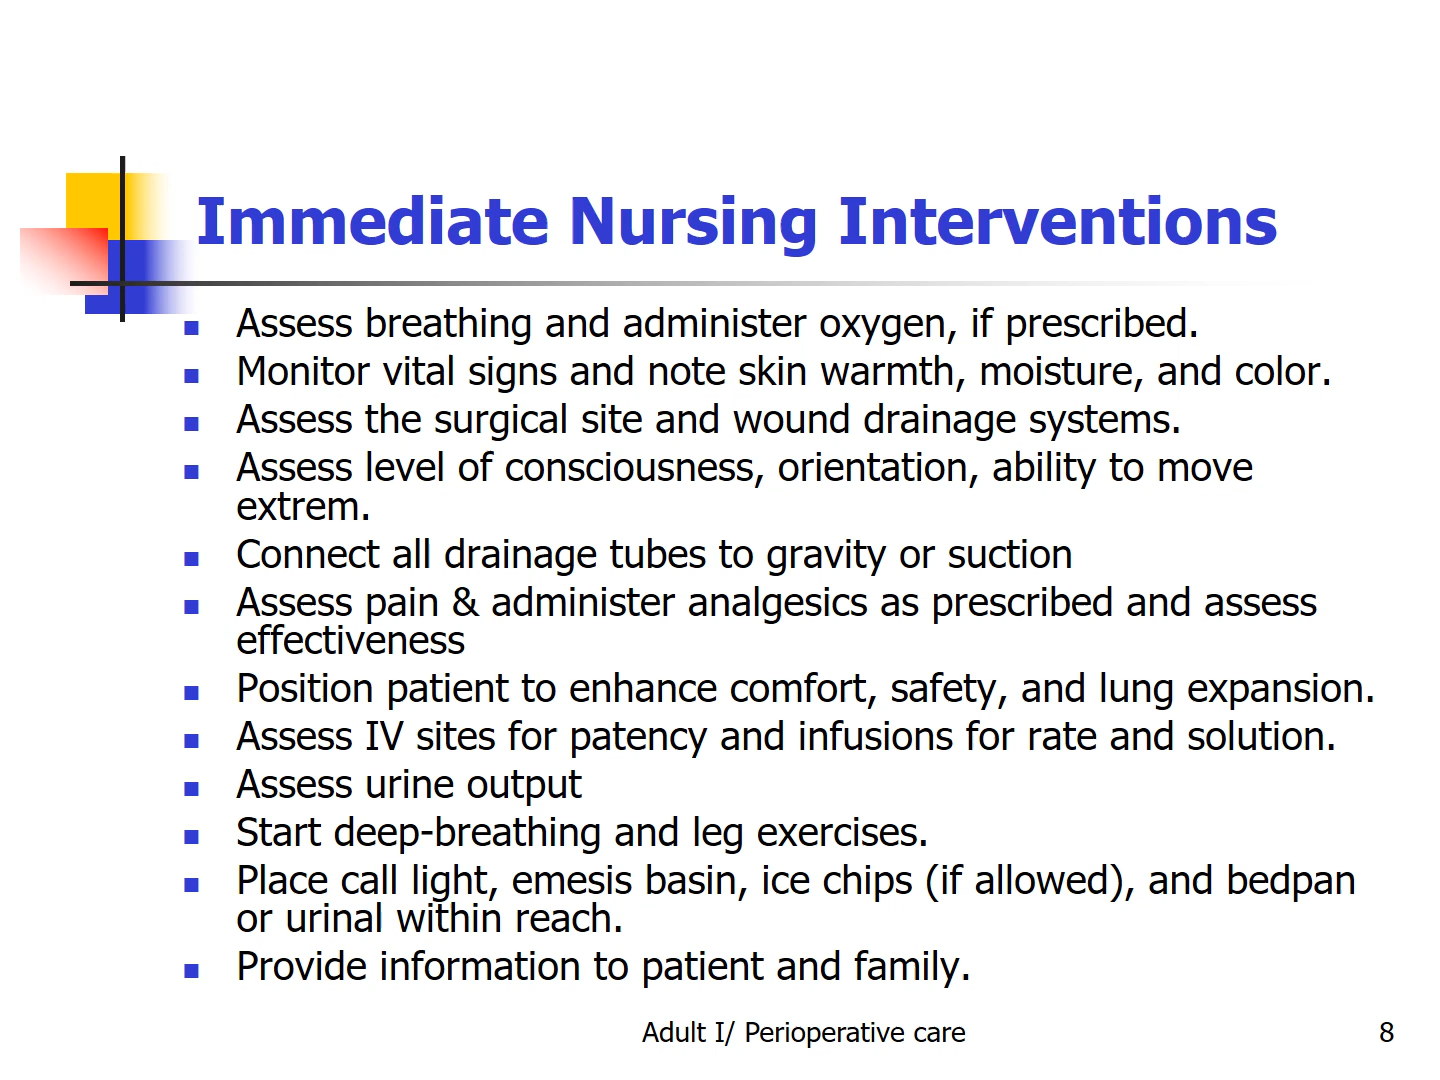 Immediate Nursing Interventions
Assess breathing and administer oxygen, if prescribed.
Monitor vital signs and note skin warmth, moisture, and color.
Assess the surgical site and wound drainage systems.
Assess level of consciousness, orientation, ability to move
extrem.
Connect all drainage tubes to gravity or suction
Assess pain & administer analgesics as prescribed and assess
effectiveness
Position patient to enhance comfort, safety, and lung expansion.
Assess IV sites for patency and infusions for rate and solution.
Assess urine output
Start deep-breathing and leg exercises.
Place call light, emesis basin, ice chips (if allowed), and bedpan
or urinal within reach.
Provide information to patient and family.
Adult I/ Perioperative care
8